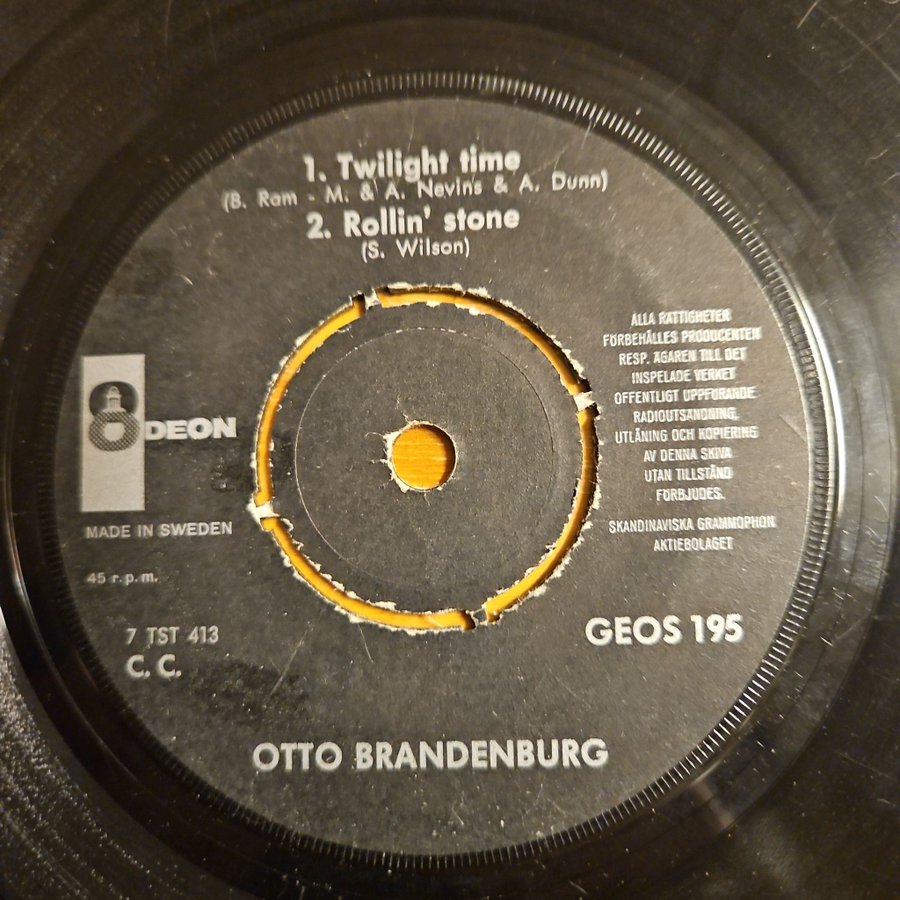 1. Twilight time
(B. Ram - M. & A. Nevins & A. Dunn)
2. Rollin' stone
(S. Wilson)
ODEON
MADE IN SWEDEN
45 r.p.m.
7 TST 413
C. C.
ALLA RÄTTIGHETER
FÖRBEHÅLLES PRODUCENTEN
RESP. ÄGAREN TILL DET
INSPELADE VERKET
OFFENTLIGT UPPFÖRANDE
RADIOUTSÄNDNING,
UTLÅNING OCH KOPIERING
AV DENNA SKIVA
UTAN TILLSTÅND
FÖRBJUDES.
SKANDINAVISKA GRAMMOPHON
AKTIEBOLAGET
GEOS 195
OTTO BRANDENBURG